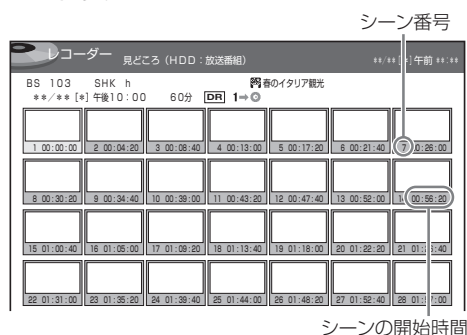 シーン番号
レコーダー 見どころ（HDD：放送番組） **/** [*] 午前 **:**
BS 103 SHK h 春のイタリア観光
**/** [*] 午後10：00 60分 DR 1⇒
1 00:00:00 2 00:04:20 3 00:08:40 4 00:13:00 5 00:17:20 6 00:21:40 7 00:26:00
8 00:30:20 9 00:34:40 10 00:39:00 11 00:43:20 12 00:47:40 13 00:52:00 14 00:56:20
15 01:00:40 16 01:05:00 17 01:09:20 18 01:13:40 19 01:18:00 20 01:22:20 21
22 01:31:00 23 01:35:20 24 01:39:40 25 01:44:00 26 01:48:20 27 01:52:40 28
シーンの開始時間